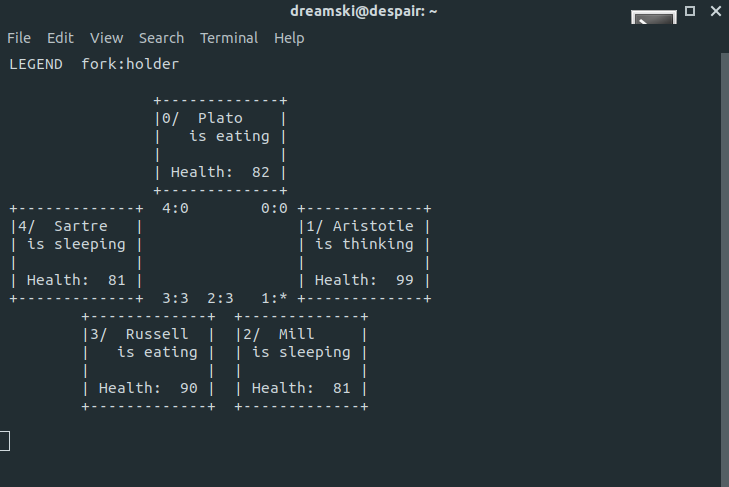 dreamski@despair: ~
File Edit View Search Terminal Help
LEGEND  fork:holder
                +-------------+
                |0/  Plato    |
                |   is eating |
                |             |
                | Health:  82 |
                +-------------+
+-------------+  4:0        0:0 +-------------+
|4/  Sartre   |                 |1/ Aristotle |
| is sleeping |                 | is thinking |
|             |                 |             |
| Health:  81 |                 | Health:  99 |
+-------------+  3:3  2:3   1:* +-------------+
        +-------------+  +-------------+
        |3/  Russell  |  |2/  Mill     |
        |   is eating |  | is sleeping |
        |             |  |             |
        | Health:  90 |  | Health:  81 |
        +-------------+  +-------------+